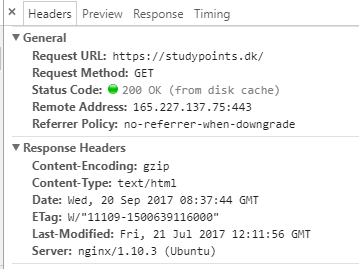 × Headers Preview Response Timing
▼ General
Request URL: https://studypoints.dk/
Request Method: GET
Status Code: 200 OK (from disk cache)
Remote Address: 165.227.137.75:443
Referrer Policy: no-referrer-when-downgrade
▼ Response Headers
Content-Encoding: gzip
Content-Type: text/html
Date: Wed, 20 Sep 2017 08:37:44 GMT
ETag: W/"11109-1500639116000"
Last-Modified: Fri, 21 Jul 2017 12:11:56 GMT
Server: nginx/1.10.3 (Ubuntu)